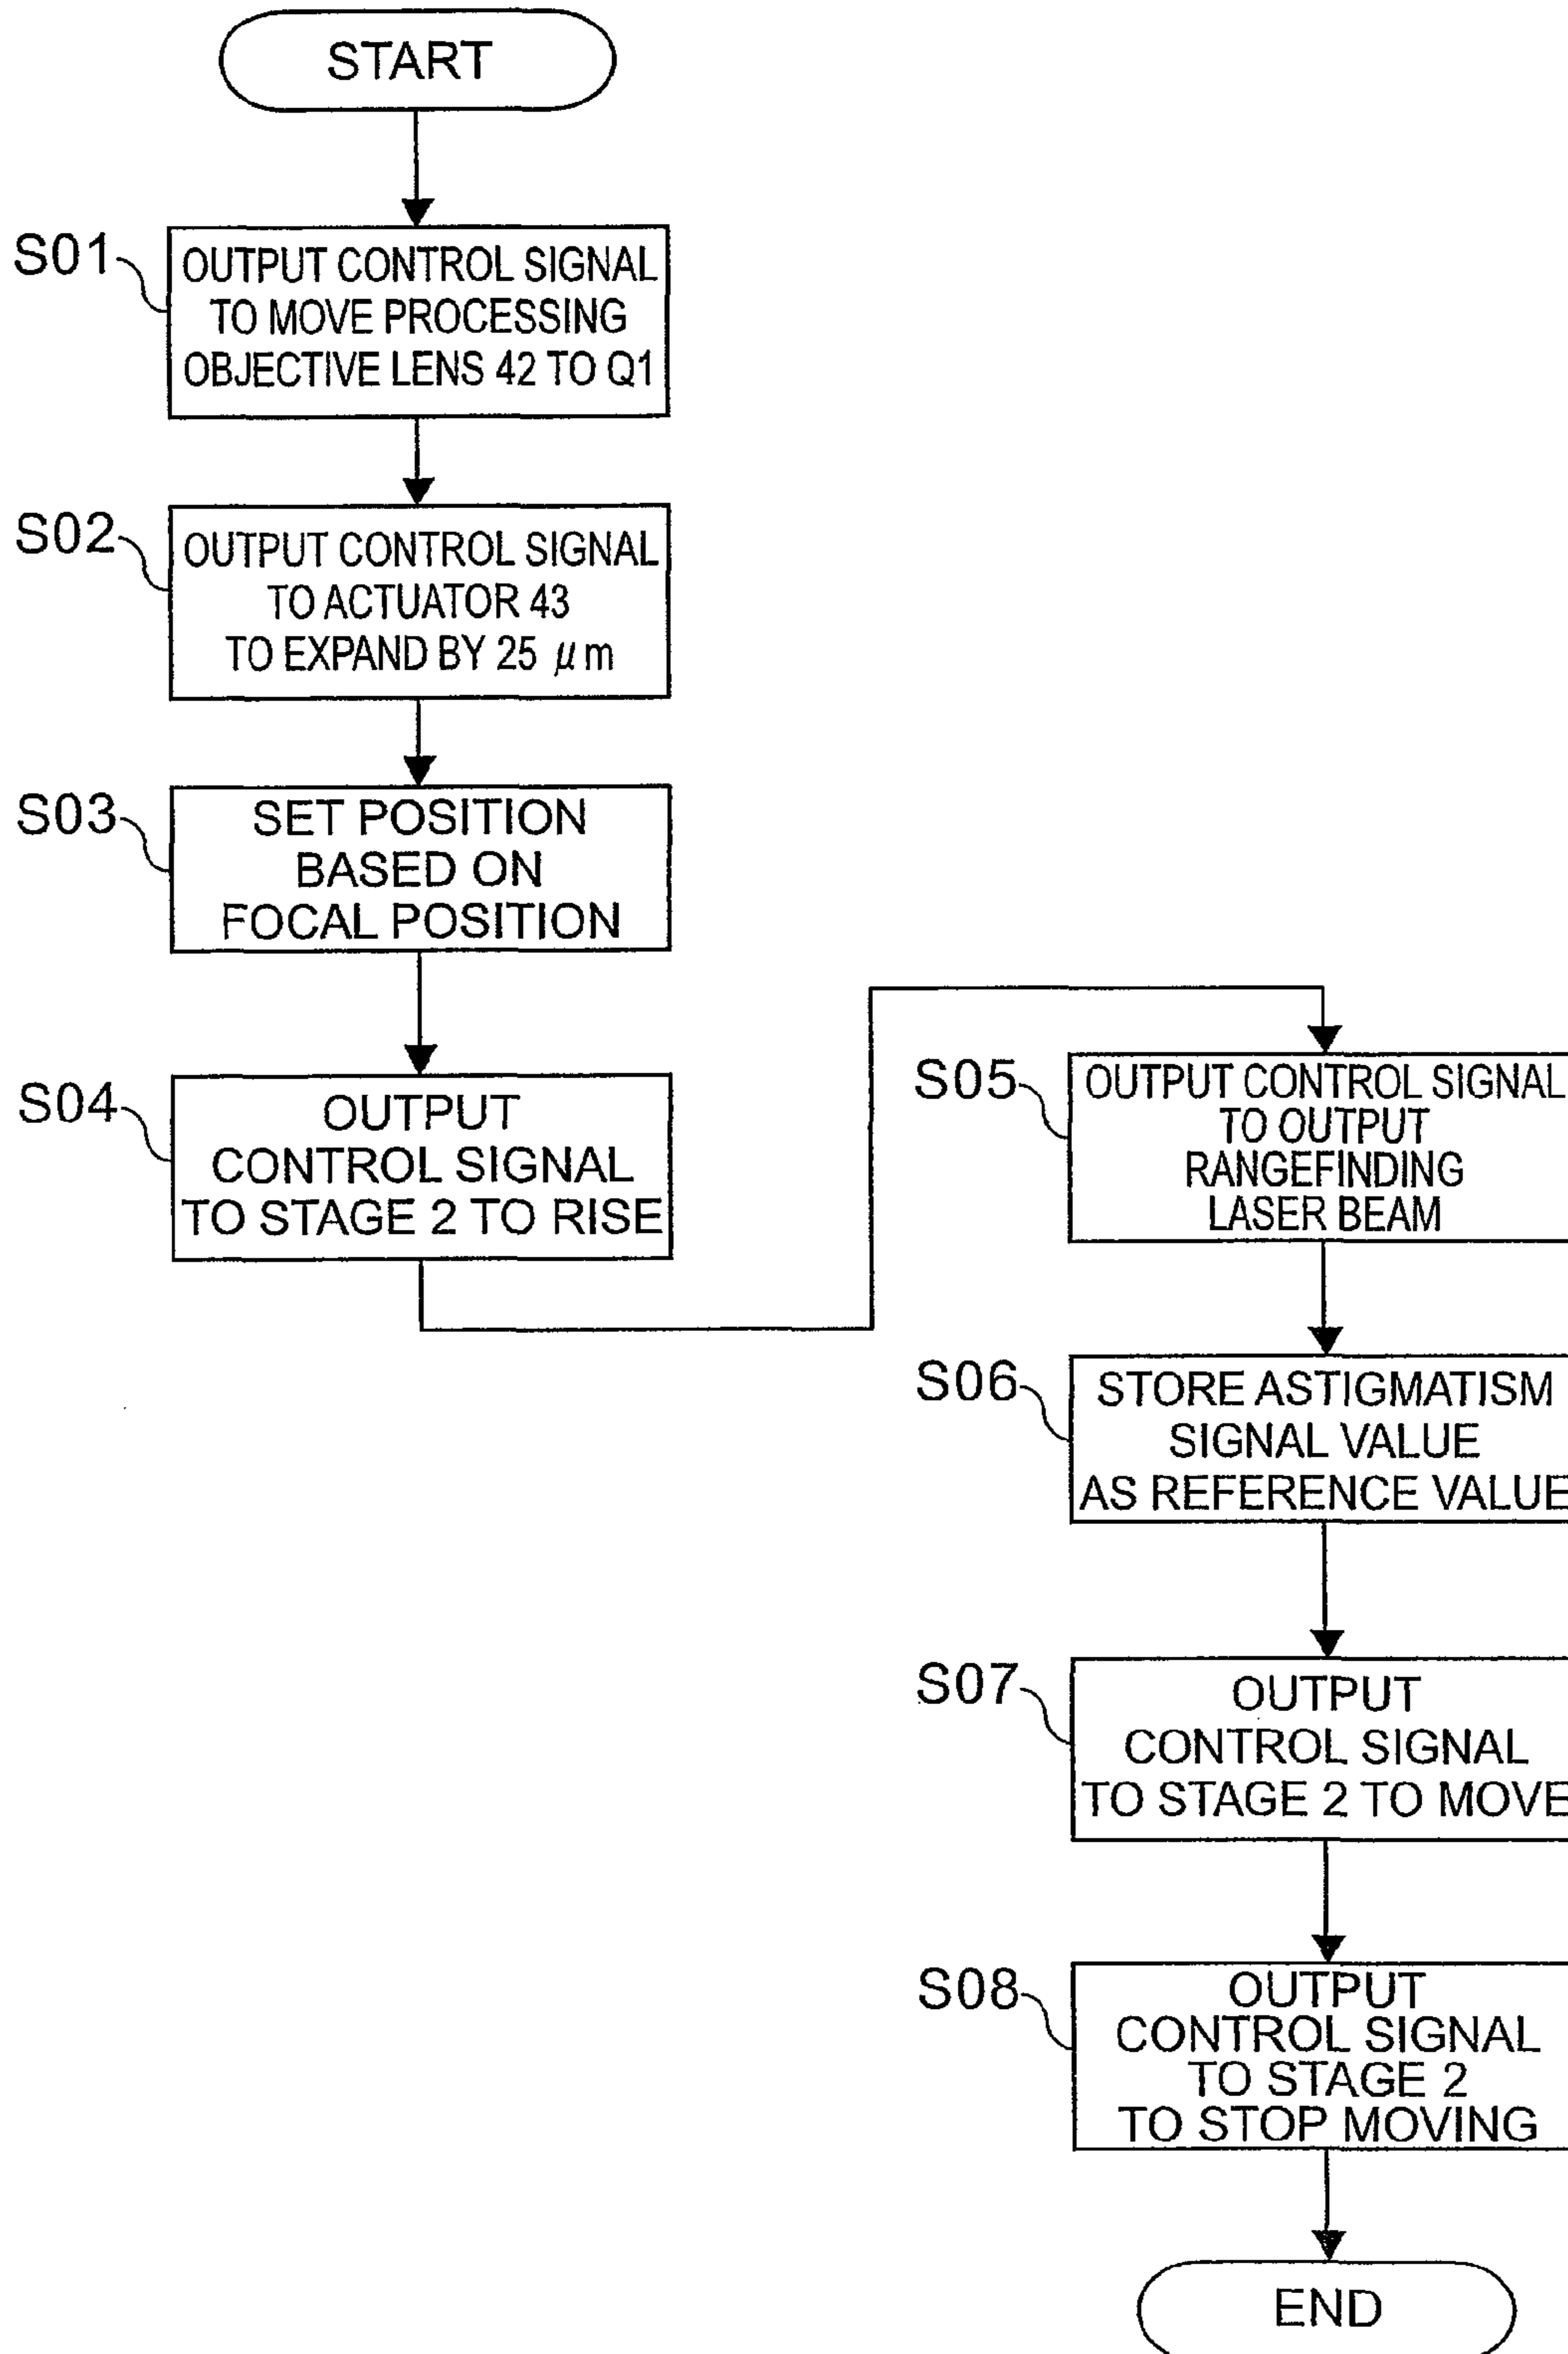 START
S01
OUTPUT CONTROL SIGNAL
TO MOVE PROCESSING
OBJECTIVE LENS 42 TO Q1
S02
OUTPUT CONTROL SIGNAL
TO ACTUATOR 43
TO EXPAND BY 25 μm
S03
SET POSITION
BASED ON
FOCAL POSITION
S04
OUTPUT
CONTROL SIGNAL
TO STAGE 2 TO RISE
S05
OUTPUT CONTROL SIGNAL
TO OUTPUT
RANGEFINDING
LASER BEAM
S06
STORE ASTIGMATISM
SIGNAL VALUE
AS REFERENCE VALUE
S07
OUTPUT
CONTROL SIGNAL
TO STAGE 2 TO MOVE
S08
OUTPUT
CONTROL SIGNAL
TO STAGE 2
TO STOP MOVING
END